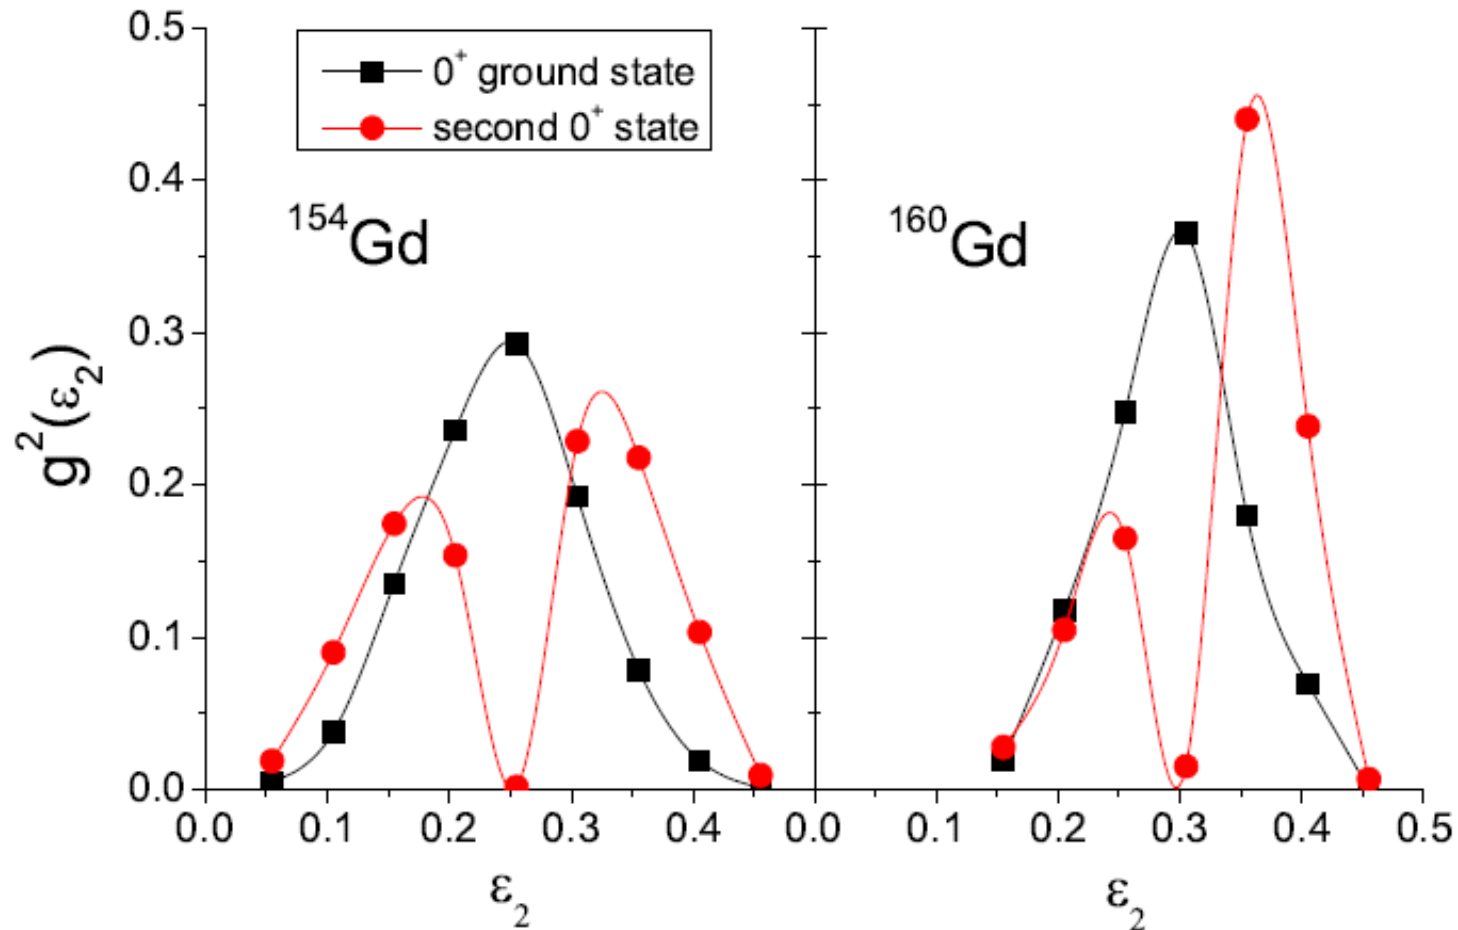 0.5
0.4
0.3
0.2
0.1
0.0
g²(ε₂)
0⁺ ground state
second 0⁺ state
¹⁵⁴Gd
¹⁶⁰Gd
0.0 0.1 0.2 0.3 0.4 0.0 0.1 0.2 0.3 0.4 0.5
ε₂ ε₂